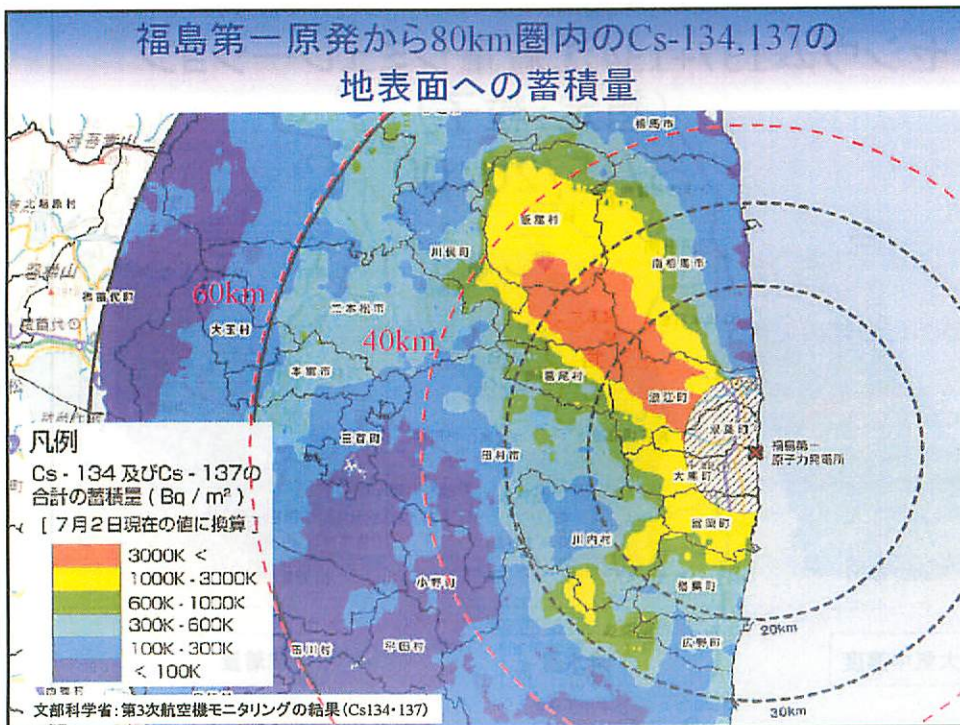 福島第一原発から80km圏内のCs-134,137の
地表面への蓄積量
相馬市
飯舘村
川俣町
南相馬市
60km
二本松市
大玉村
40km
本宮市
葛尾村
浪江町
双葉町
福島第一
原子力発電所
田村市
大熊町
富岡町
川内村
小野町
楢葉町
平田村
広野町
20km
30km
凡例
Cs - 134 及びCs - 137の
合計の蓄積量 ( Bq / m² )
[ 7月2日現在の値に換算 ]
3000K <
1000K - 3000K
600K - 1000K
300K - 600K
100K - 300K
< 100K
文部科学省: 第3次航空機モニタリングの結果(Cs134・137)